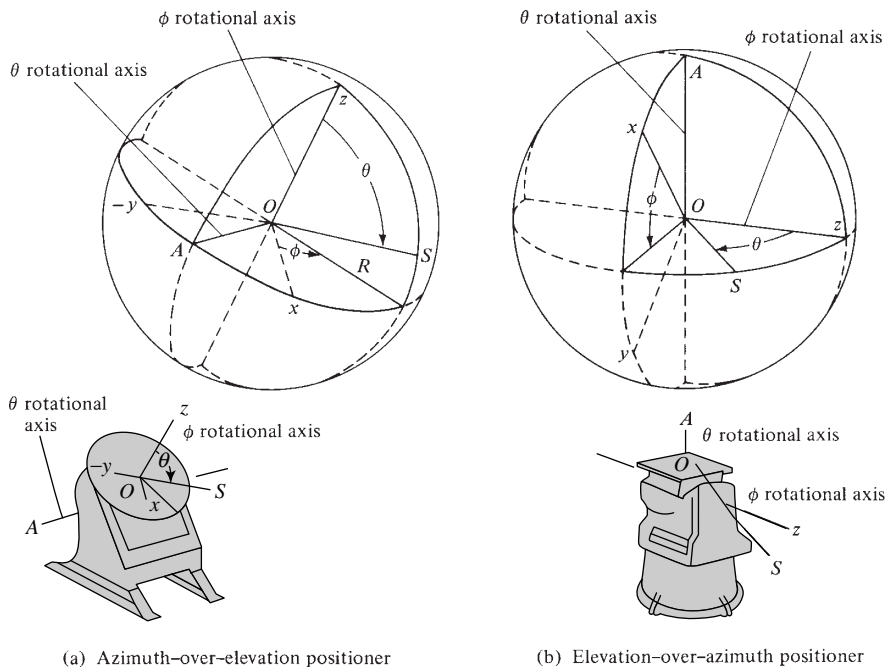 ϕ rotational axis
θ rotational axis
z
θ
O
−y
A
ϕ
R
S
x
θ rotational axis
ϕ rotational axis
A
x
O
ϕ
θ
z
S
y
θ rotational
axis
z
ϕ rotational axis
θ
−y
O
x
S
A
(a) Azimuth–over–elevation positioner
A
θ rotational axis
O
ϕ rotational axis
z
S
(b) Elevation–over–azimuth positioner